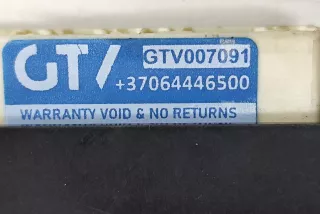 GTV GTV007091
+37064446500
WARRANTY VOID & NO RETURNS